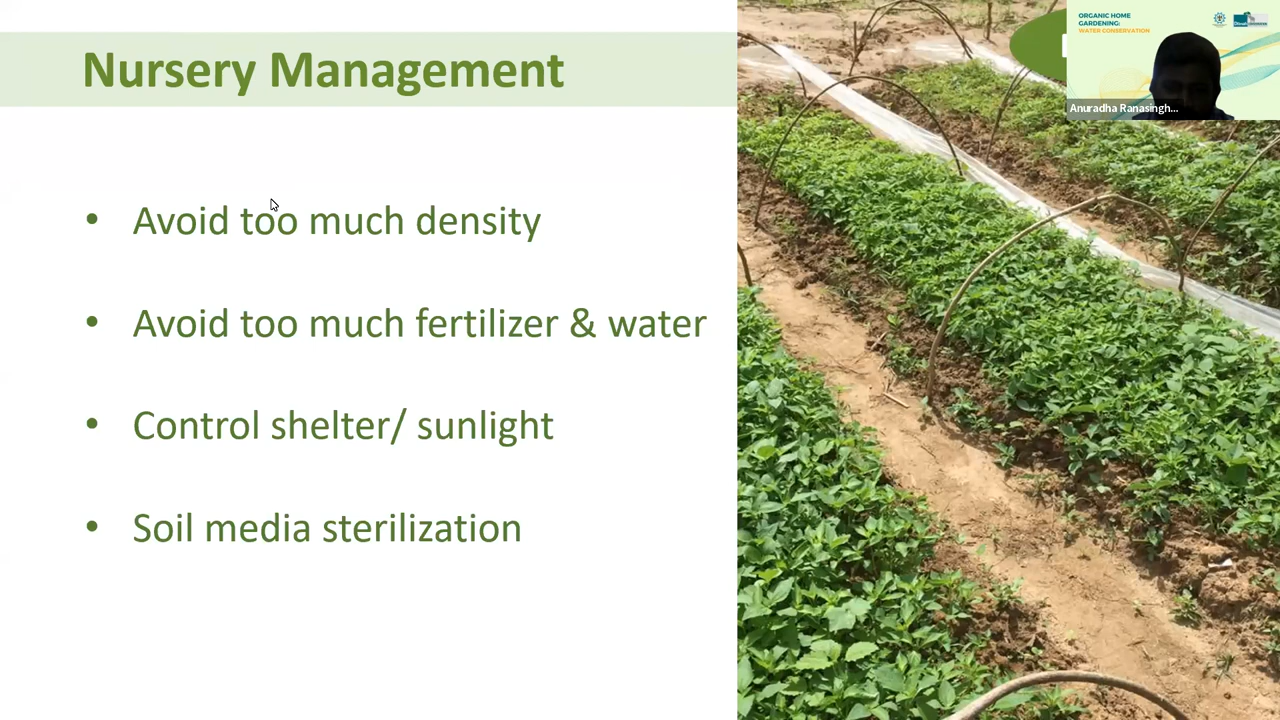 Nursery Management
• Avoid too much density
• Avoid too much fertilizer & water
• Control shelter/ sunlight
• Soil media sterilization
ORGANIC HOME
GARDENING:
WATER CONSERVATION
Anuradha Ranasingh...